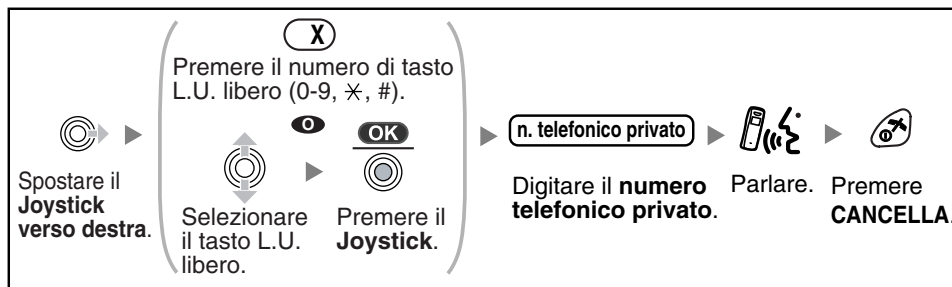 X)
Premere il numero di tasto
L.U. libero (0-9, ✳, #).
O
OK
n. telefonico privato
Spostare il
Joystick
verso destra.
Selezionare
il tasto L.U.
libero.
Premere il
Joystick.
Digitare il numero
telefonico privato.
Parlare.
Premere
CANCELLA.